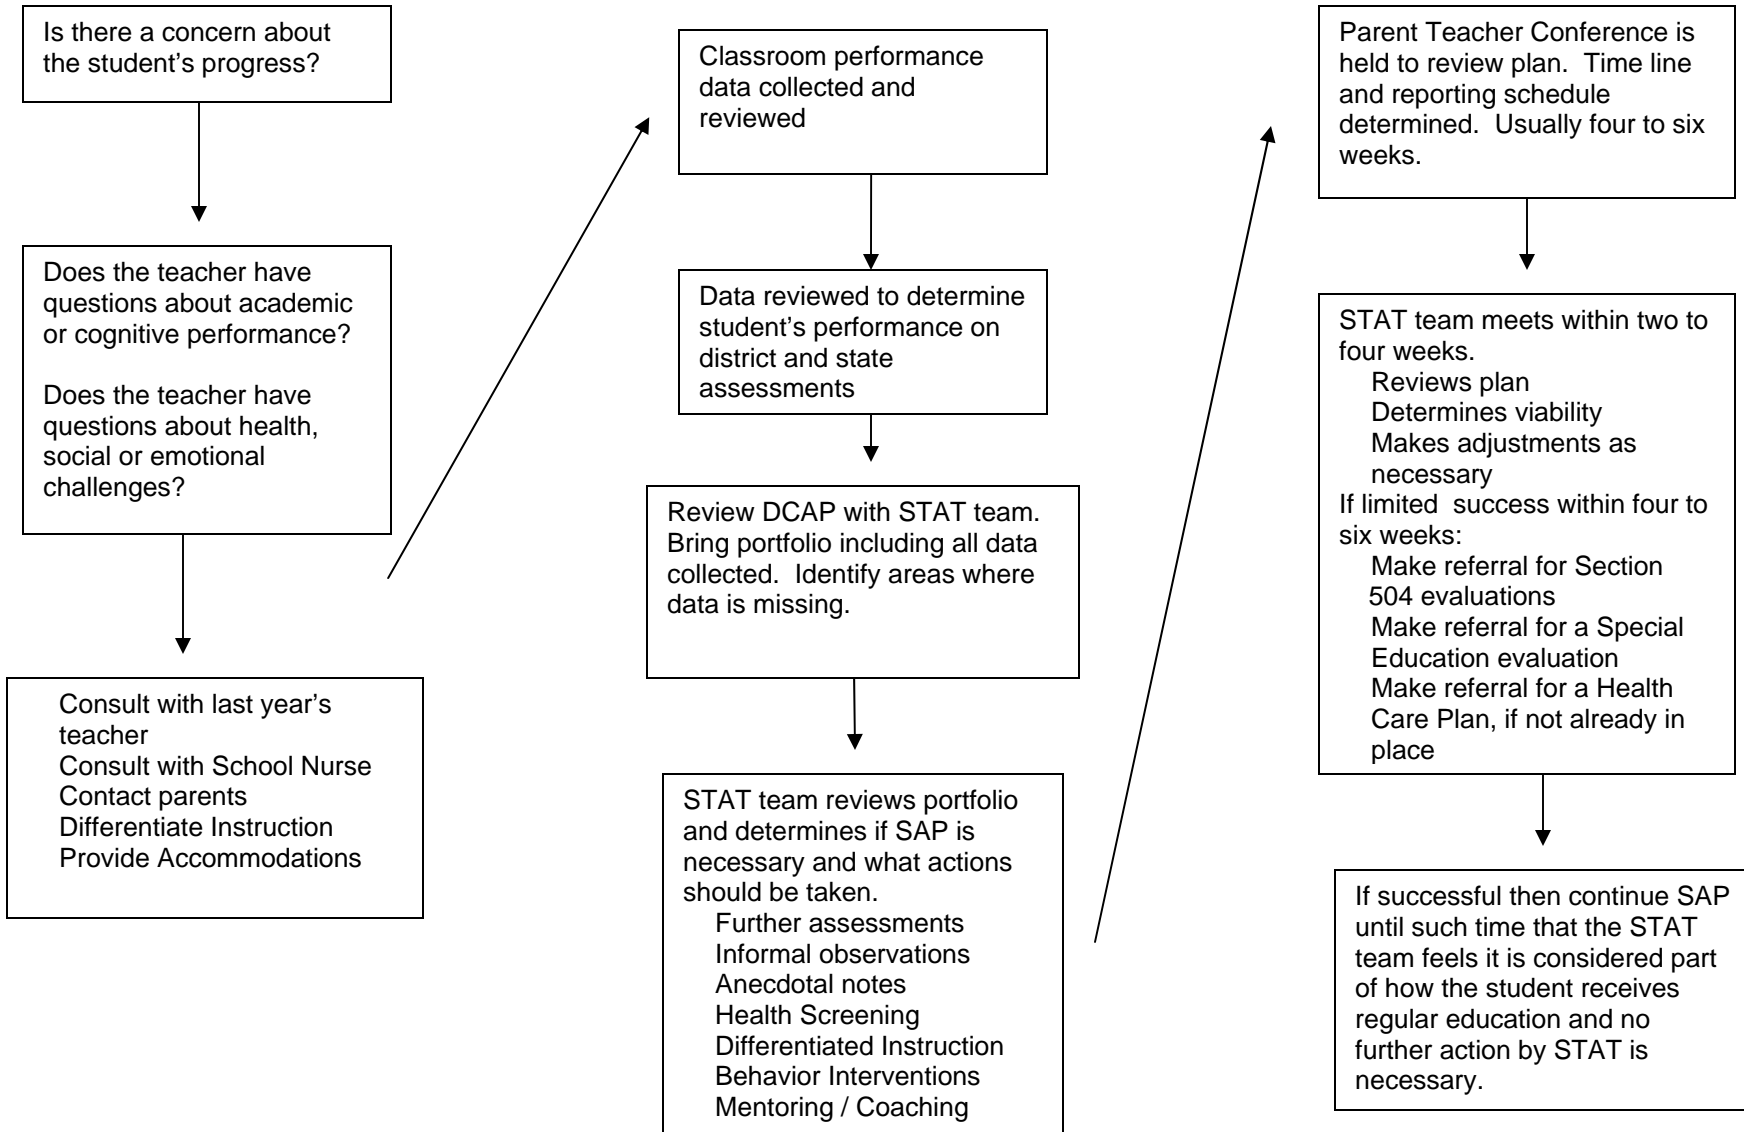 Is there a concern about
the student's progress?
Does the teacher have
questions about academic
or cognitive performance?
Does the teacher have
questions about health,
social or emotional
challenges?
Consult with last year's
teacher
Consult with School Nurse
Contact parents
Differentiate Instruction
Provide Accommodations
Classroom performance
data collected and
reviewed
Data reviewed to determine
student's performance on
district and state
assessments
Review DCAP with STAT team.
Bring portfolio including all data
collected.  Identify areas where
data is missing.
STAT team reviews portfolio
and determines if SAP is
necessary and what actions
should be taken.
Further assessments
Informal observations
Anecdotal notes
Health Screening
Differentiated Instruction
Behavior Interventions
Mentoring / Coaching
Parent Teacher Conference is
held to review plan.  Time line
and reporting schedule
determined.  Usually four to six
weeks.
STAT team meets within two to
four weeks.
Reviews plan
Determines viability
Makes adjustments as
necessary
If limited  success within four to
six weeks:
Make referral for Section
504 evaluations
Make referral for a Special
Education evaluation
Make referral for a Health
Care Plan, if not already in
place
If successful then continue SAP
until such time that the STAT
team feels it is considered part
of how the student receives
regular education and no
further action by STAT is
necessary.